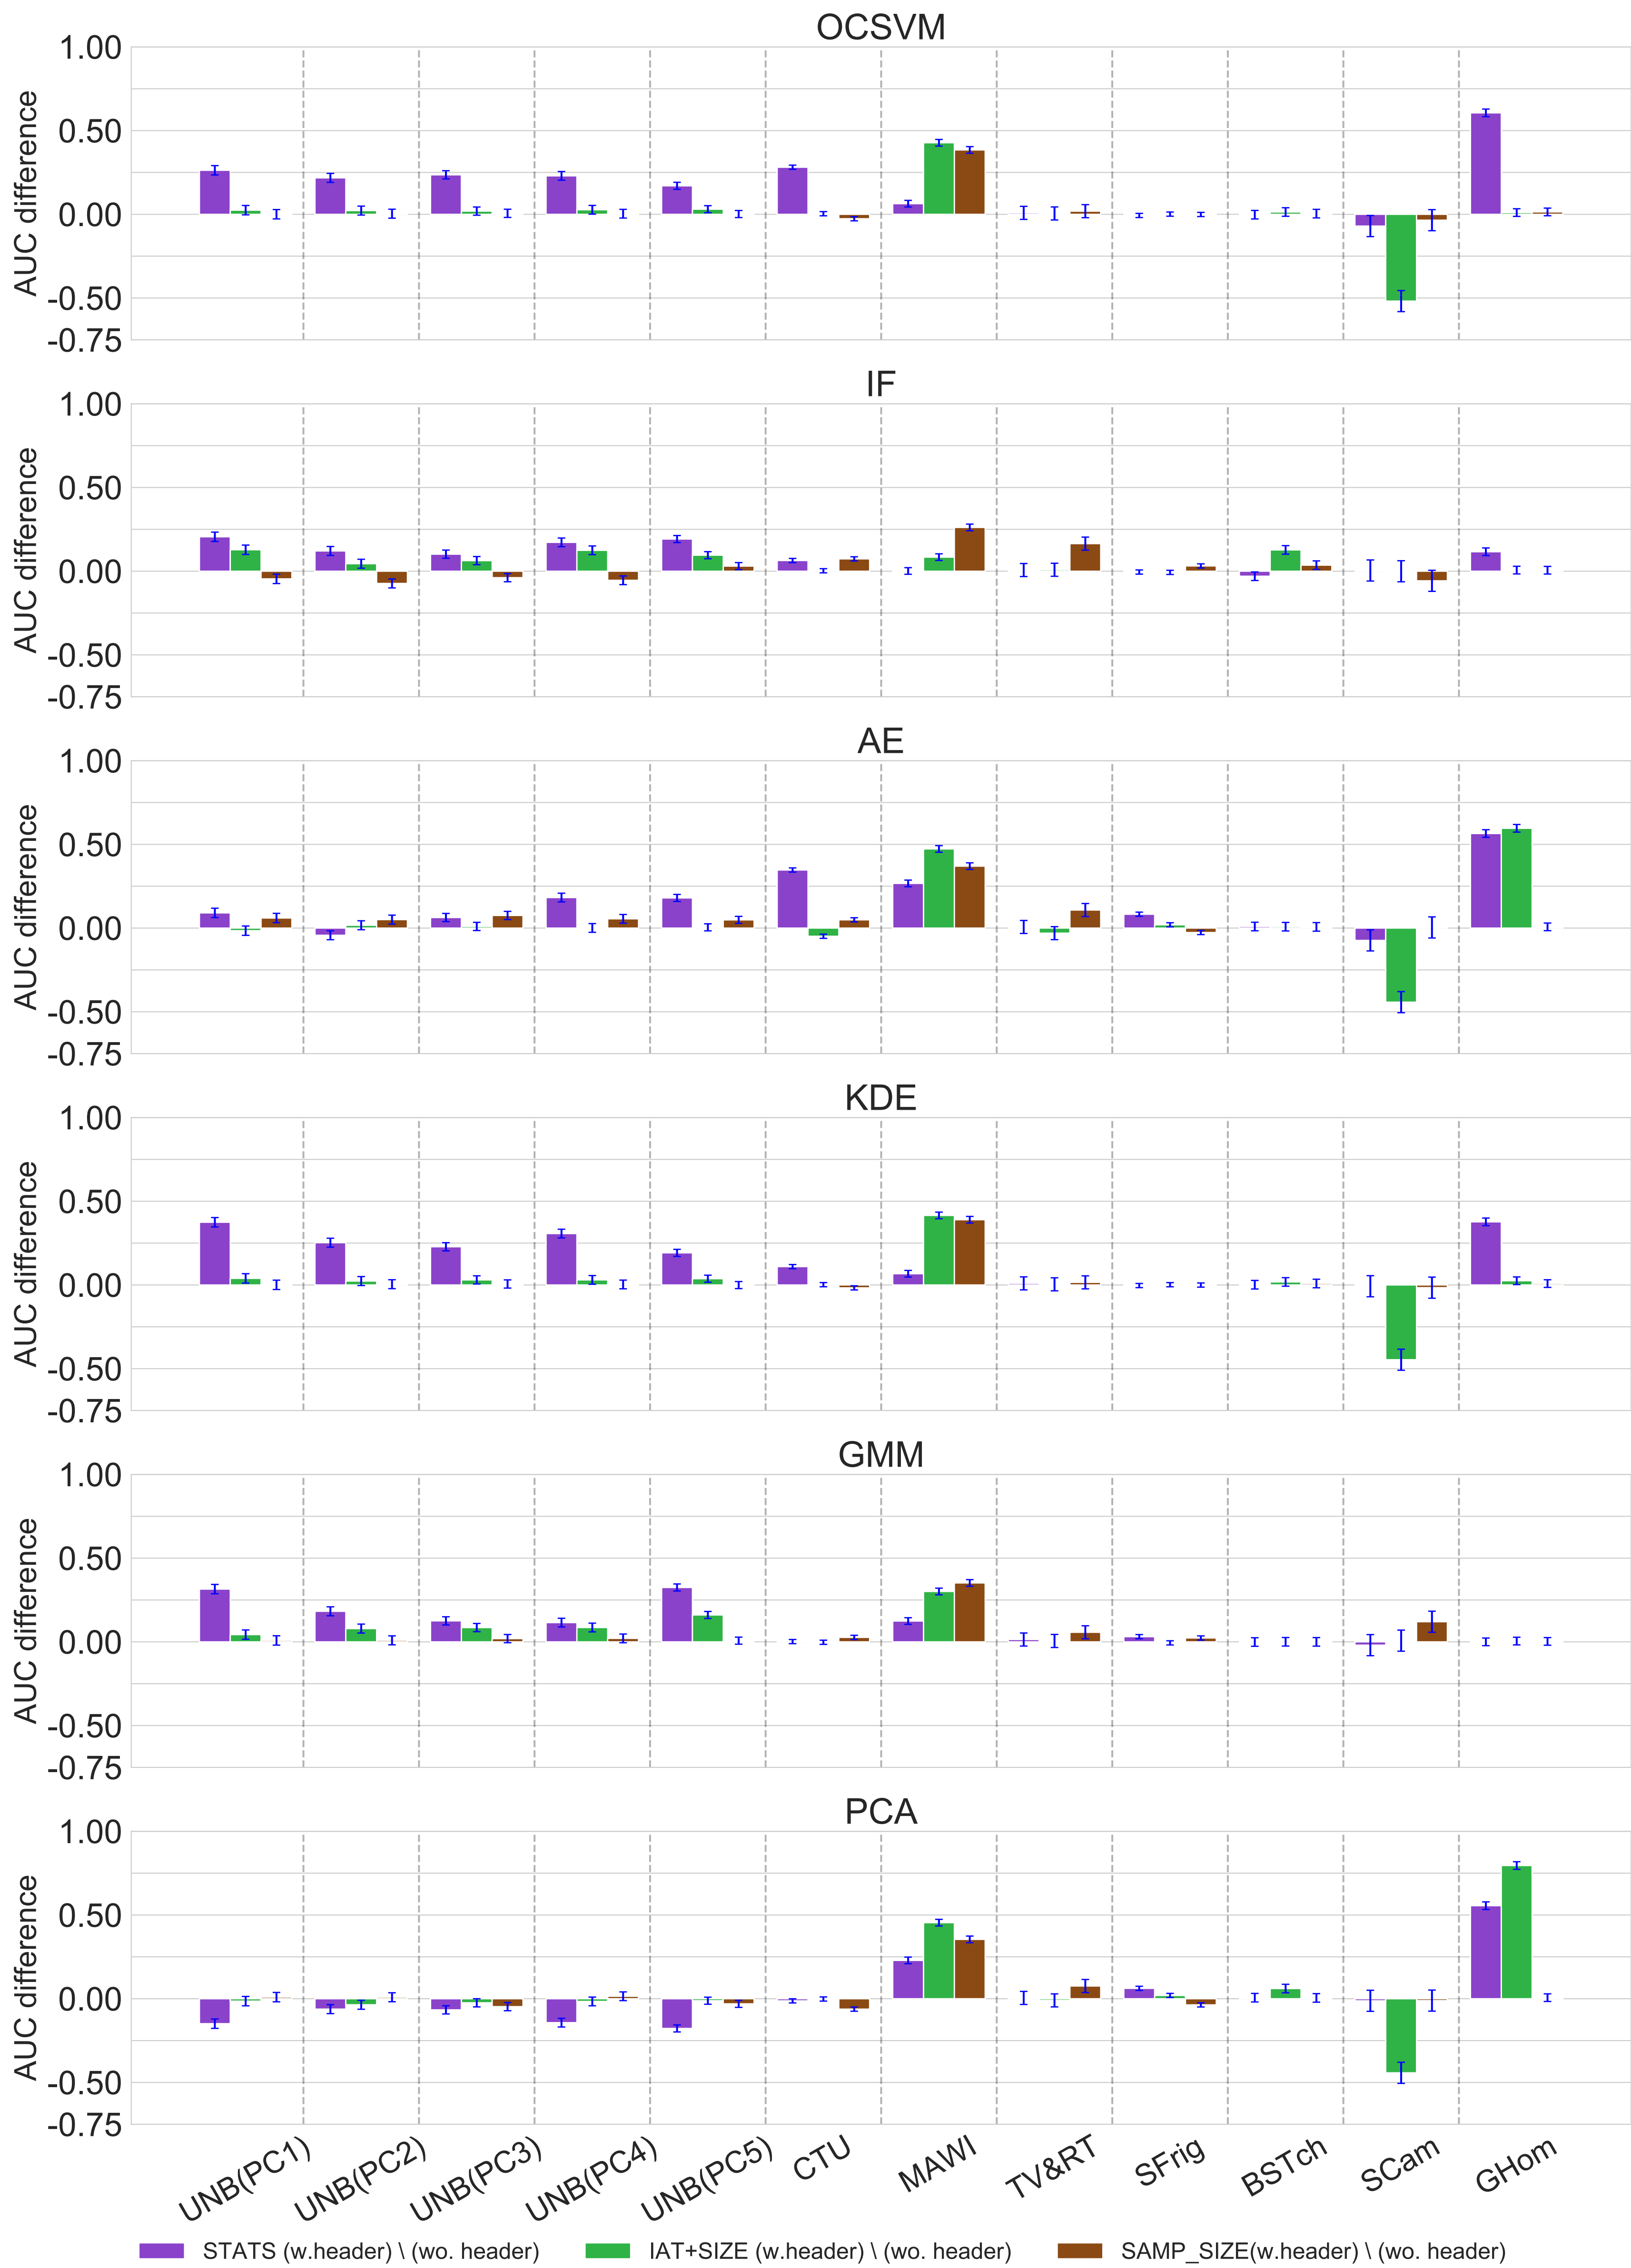 OCSVM
AUC difference
1.00
0.50
0.00
-0.50
-0.75
IF
AUC difference
1.00
0.50
0.00
-0.50
-0.75
AE
AUC difference
1.00
0.50
0.00
-0.50
-0.75
KDE
AUC difference
1.00
0.50
0.00
-0.50
-0.75
GMM
AUC difference
1.00
0.50
0.00
-0.50
-0.75
PCA
AUC difference
1.00
0.50
0.00
-0.50
-0.75
UNB(PC1) UNB(PC2) UNB(PC3) UNB(PC4) UNB(PC5) CTU MAWI TV&RT SFrig BSTch SCam GHom
STATS (w.header) \ (wo. header) IAT+SIZE (w.header) \ (wo. header) SAMP_SIZE(w.header) \ (wo. header)